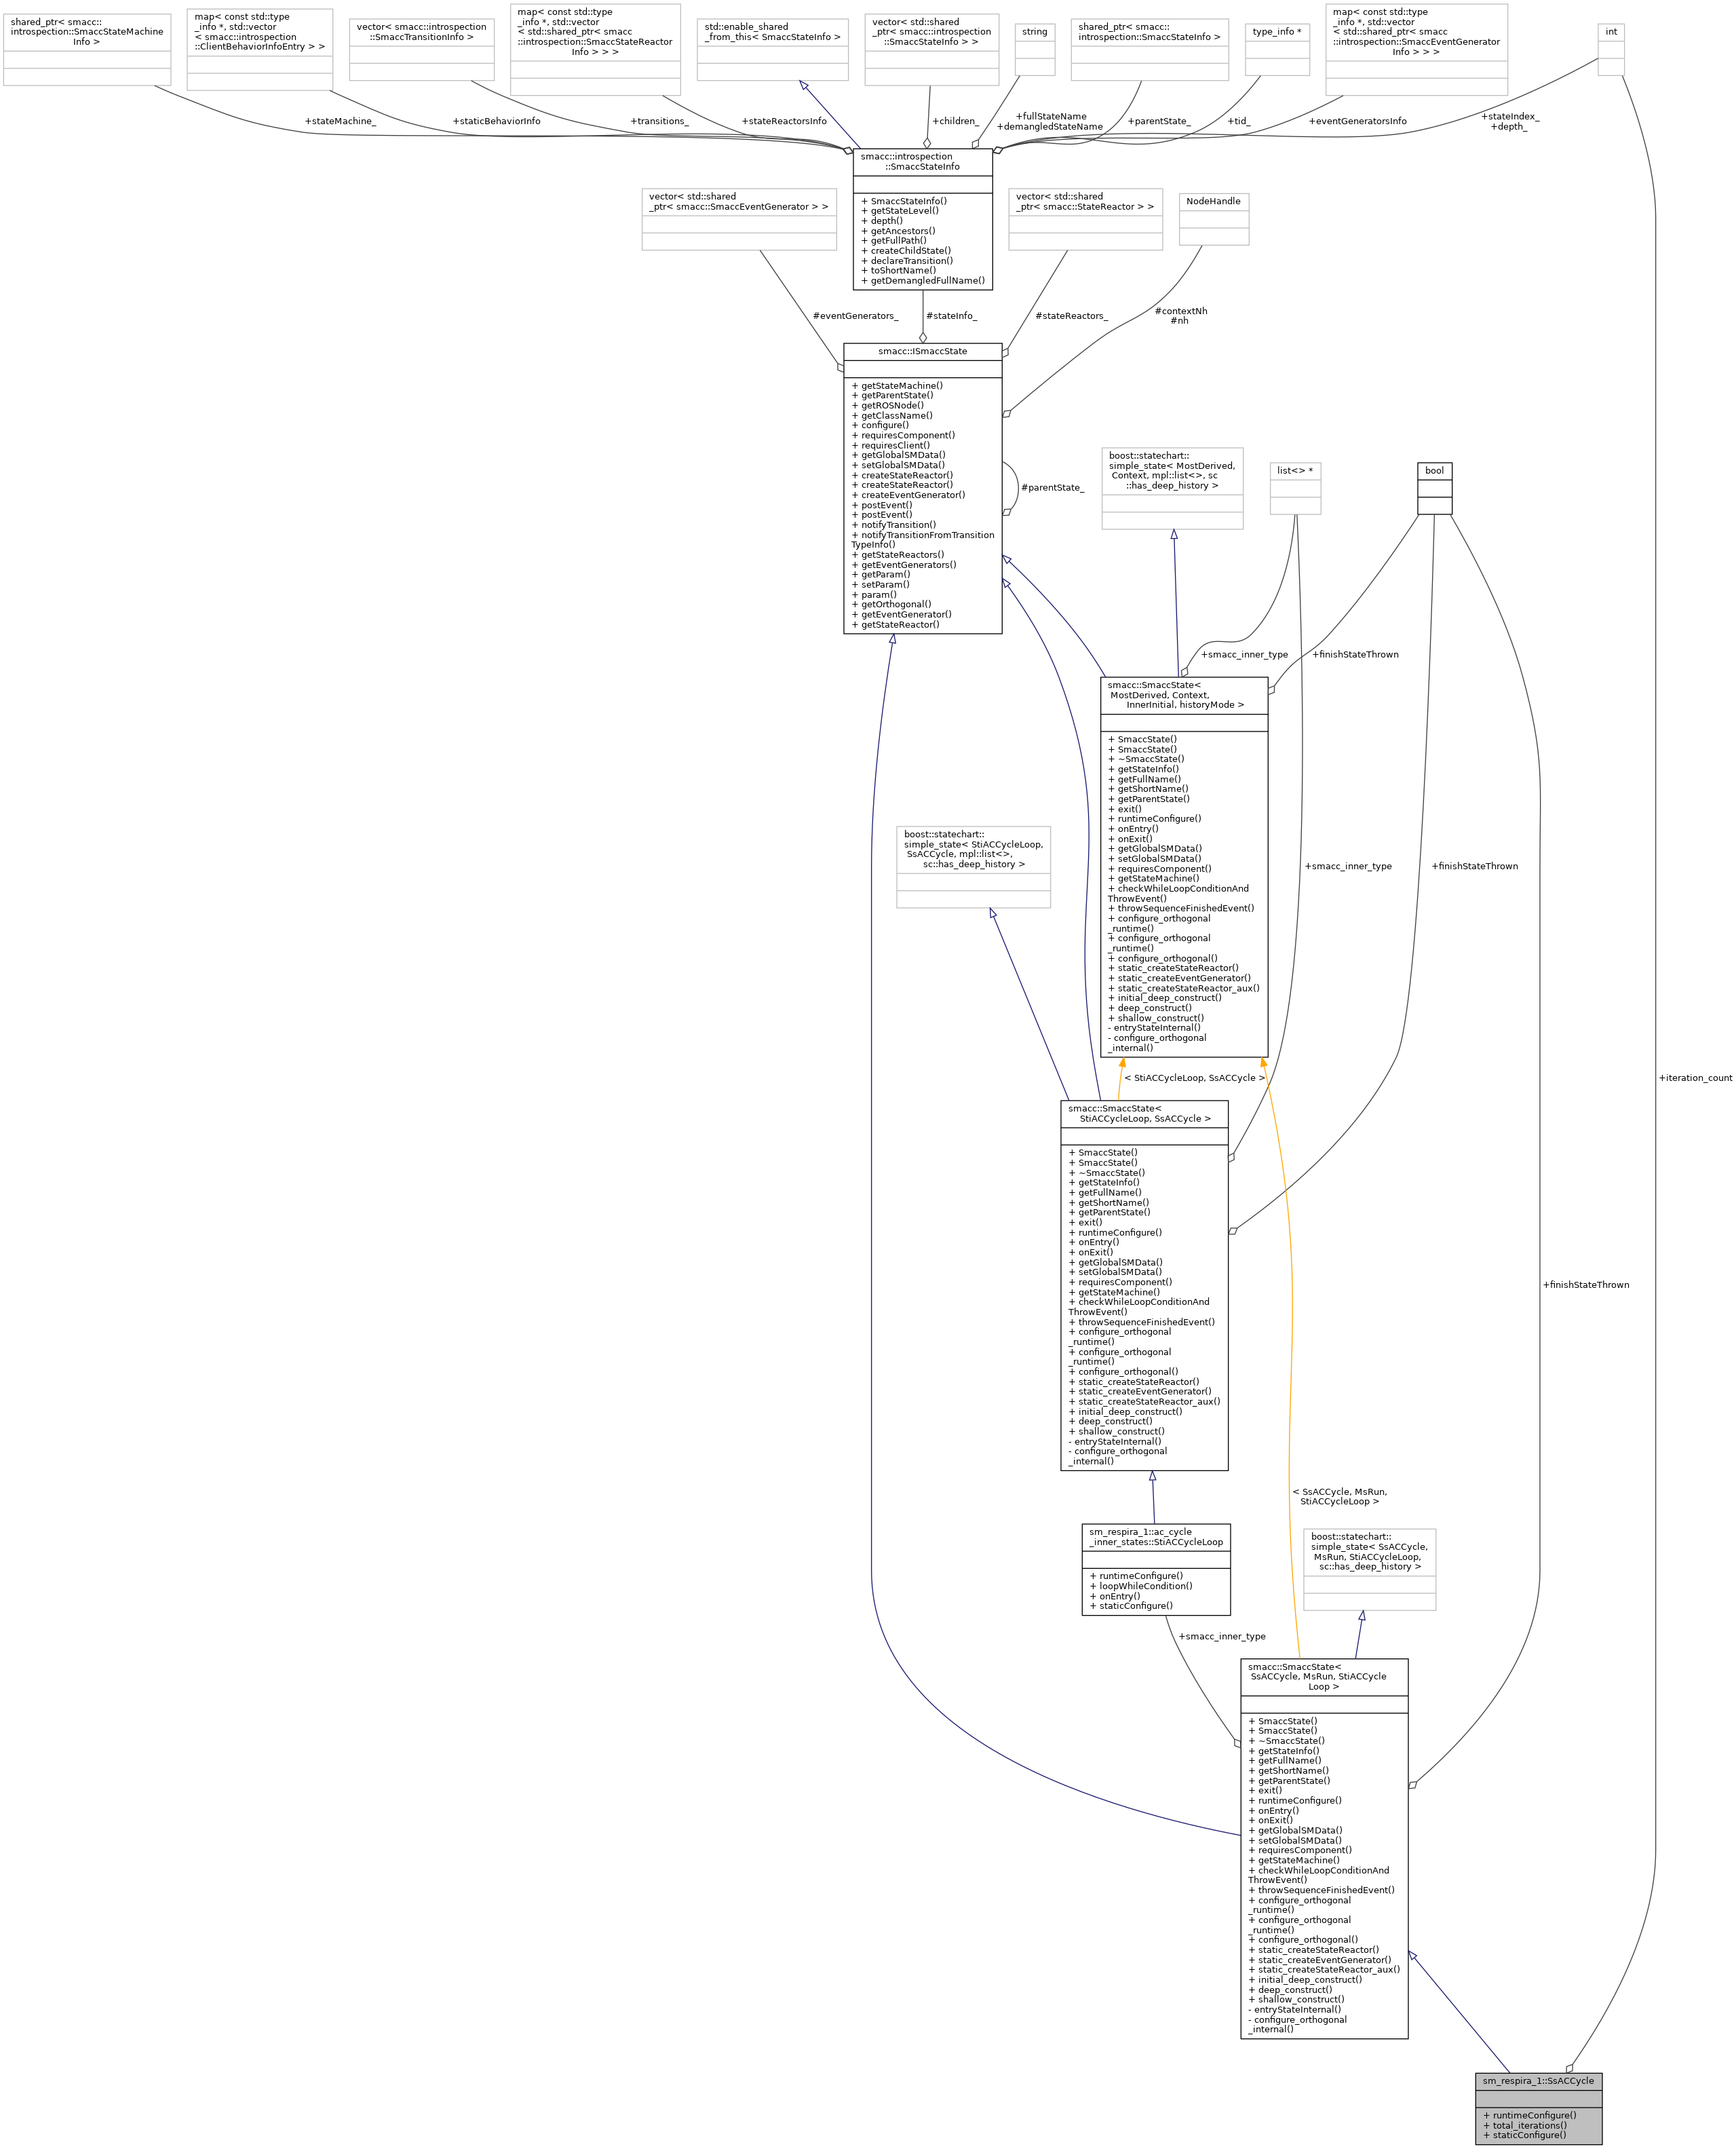 shared_ptr< smacc::
introspection::SmaccStateMachine
Info >
map< const std::type
_info *, std::vector
< smacc::introspection
::ClientBehaviorInfoEntry > >
vector< smacc::introspection
::SmaccTransitionInfo >
map< const std::type
_info *, std::vector
< std::shared_ptr< smacc
::introspection::SmaccStateReactor
Info > > >
std::enable_shared
_from_this< SmaccStateInfo >
vector< std::shared
_ptr< smacc::introspection
::SmaccStateInfo > >
string
shared_ptr< smacc::
introspection::SmaccStateInfo >
type_info *
map< const std::type
_info *, std::vector
< std::shared_ptr< smacc
::introspection::SmaccEventGenerator
Info > > >
int
+stateMachine_
+staticBehaviorInfo
+transitions_
+stateReactorsInfo
+children_
+fullStateName
+demangledStateName
+parentState_
+tid_
+eventGeneratorsInfo
+stateIndex_
+depth_
smacc::introspection
::SmaccStateInfo
+ SmaccStateInfo()
+ getStateLevel()
+ depth()
+ getAncestors()
+ getFullPath()
+ createChildState()
+ declareTransition()
+ toShortName()
+ getDemangledFullName()
vector< std::shared
_ptr< smacc::SmaccEventGenerator > >
vector< std::shared
_ptr< smacc::StateReactor > >
NodeHandle
#eventGenerators_
#stateInfo_
#stateReactors_
#contextNh
#nh
smacc::ISmaccState
+ getStateMachine()
+ getParentState()
+ getROSNode()
+ getClassName()
+ configure()
+ requiresComponent()
+ requiresClient()
+ getGlobalSMData()
+ setGlobalSMData()
+ createStateReactor()
+ createStateReactor()
+ createEventGenerator()
+ postEvent()
+ postEvent()
+ notifyTransition()
+ notifyTransitionFromTransition
TypeInfo()
+ getStateReactors()
+ getEventGenerators()
+ getParam()
+ setParam()
+ param()
+ getOrthogonal()
+ getEventGenerator()
+ getStateReactor()
#parentState_
boost::statechart::
simple_state< MostDerived,
Context, mpl::list<>, sc
::has_deep_history >
list<> *
bool
+smacc_inner_type
+finishStateThrown
smacc::SmaccState<
MostDerived, Context,
InnerInitial, historyMode >
+ SmaccState()
+ SmaccState()
+ ~SmaccState()
+ getStateInfo()
+ getFullName()
+ getShortName()
+ getParentState()
+ exit()
+ runtimeConfigure()
+ onEntry()
+ onExit()
+ getGlobalSMData()
+ setGlobalSMData()
+ requiresComponent()
+ getStateMachine()
+ checkWhileLoopConditionAnd
ThrowEvent()
+ throwSequenceFinishedEvent()
+ configure_orthogonal
_runtime()
+ configure_orthogonal
_runtime()
+ configure_orthogonal()
+ static_createStateReactor()
+ static_createEventGenerator()
+ static_createStateReactor_aux()
+ initial_deep_construct()
+ deep_construct()
+ shallow_construct()
- entryStateInternal()
- configure_orthogonal
_internal()
boost::statechart::
simple_state< StiACCycleLoop,
SsACCycle, mpl::list<>,
sc::has_deep_history >
+smacc_inner_type
+finishStateThrown
+iteration_count
< StiACCycleLoop, SsACCycle >
smacc::SmaccState<
StiACCycleLoop, SsACCycle >
+ SmaccState()
+ SmaccState()
+ ~SmaccState()
+ getStateInfo()
+ getFullName()
+ getShortName()
+ getParentState()
+ exit()
+ runtimeConfigure()
+ onEntry()
+ onExit()
+ getGlobalSMData()
+ setGlobalSMData()
+ requiresComponent()
+ getStateMachine()
+ checkWhileLoopConditionAnd
ThrowEvent()
+ throwSequenceFinishedEvent()
+ configure_orthogonal
_runtime()
+ configure_orthogonal
_runtime()
+ configure_orthogonal()
+ static_createStateReactor()
+ static_createEventGenerator()
+ static_createStateReactor_aux()
+ initial_deep_construct()
+ deep_construct()
+ shallow_construct()
- entryStateInternal()
- configure_orthogonal
_internal()
+finishStateThrown
< SsACCycle, MsRun,
StiACCycleLoop >
sm_respira_1::ac_cycle
_inner_states::StiACCycleLoop
+ runtimeConfigure()
+ loopWhileCondition()
+ onEntry()
+ staticConfigure()
boost::statechart::
simple_state< SsACCycle,
MsRun, StiACCycleLoop,
sc::has_deep_history >
+smacc_inner_type
smacc::SmaccState<
SsACCycle, MsRun, StiACCycle
Loop >
+ SmaccState()
+ SmaccState()
+ ~SmaccState()
+ getStateInfo()
+ getFullName()
+ getShortName()
+ getParentState()
+ exit()
+ runtimeConfigure()
+ onEntry()
+ onExit()
+ getGlobalSMData()
+ setGlobalSMData()
+ requiresComponent()
+ getStateMachine()
+ checkWhileLoopConditionAnd
ThrowEvent()
+ throwSequenceFinishedEvent()
+ configure_orthogonal
_runtime()
+ configure_orthogonal
_runtime()
+ configure_orthogonal()
+ static_createStateReactor()
+ static_createEventGenerator()
+ static_createStateReactor_aux()
+ initial_deep_construct()
+ deep_construct()
+ shallow_construct()
- entryStateInternal()
- configure_orthogonal
_internal()
sm_respira_1::SsACCycle
+ runtimeConfigure()
+ total_iterations()
+ staticConfigure()